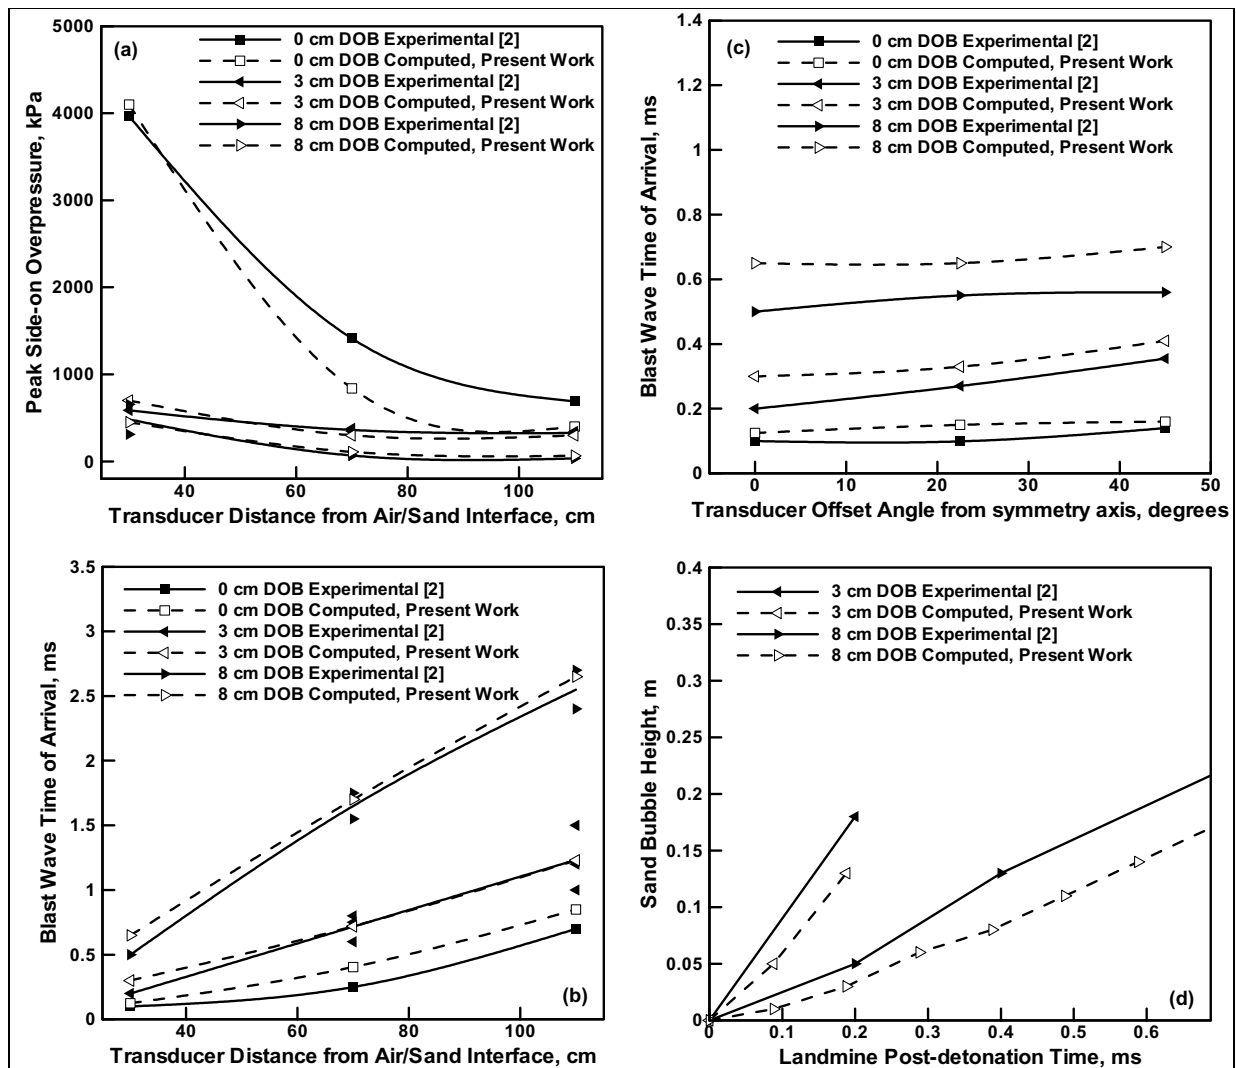 (a)
0 cm DOB Experimental [2]
0 cm DOB Computed, Present Work
3 cm DOB Experimental [2]
3 cm DOB Computed, Present Work
8 cm DOB Experimental [2]
8 cm DOB Computed, Present Work
5000
4000
3000
2000
1000
0
Peak Side-on Overpressure, kPa
40
60
80
100
Transducer Distance from Air/Sand Interface, cm
(c)
0 cm DOB Experimental [2]
0 cm DOB Computed, Present Work
3 cm DOB Experimental [2]
3 cm DOB Computed, Present Work
8 cm DOB Experimental [2]
8 cm DOB Computed, Present Work
1.4
1.2
1
0.8
0.6
0.4
0.2
0
Blast Wave Time of Arrival, ms
0
10
20
30
40
50
Transducer Offset Angle from symmetry axis, degrees
0 cm DOB Experimental [2]
0 cm DOB Computed, Present Work
3 cm DOB Experimental [2]
3 cm DOB Computed, Present Work
8 cm DOB Experimental [2]
8 cm DOB Computed, Present Work
3.5
3
2.5
2
1.5
1
0.5
0
Blast Wave Time of Arrival, ms
(b)
40
60
80
100
Transducer Distance from Air/Sand Interface, cm
3 cm DOB Experimental [2]
3 cm DOB Computed, Present Work
8 cm DOB Experimental [2]
8 cm DOB Computed, Present Work
0.4
0.35
0.3
0.25
0.2
0.15
0.1
0.05
0
Sand Bubble Height, m
(d)
0
0.1
0.2
0.3
0.4
0.5
0.6
Landmine Post-detonation Time, ms